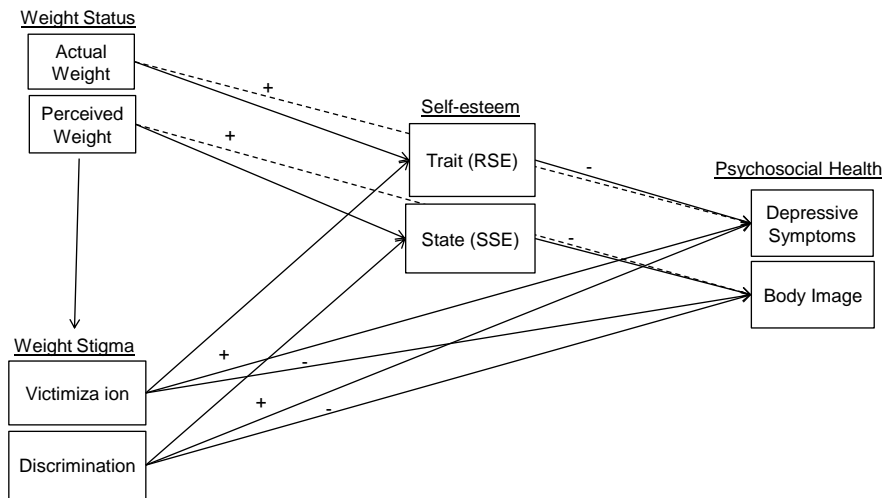 Weight Status
Actual
Weight
Perceived
Weight
+
+
Self-esteem
Trait (RSE)
State (SSE)
-
-
Psychosocial Health
Depressive
Symptoms
Body Image
Weight Stigma
Victimiza ion
Discrimination
+
-
+
-